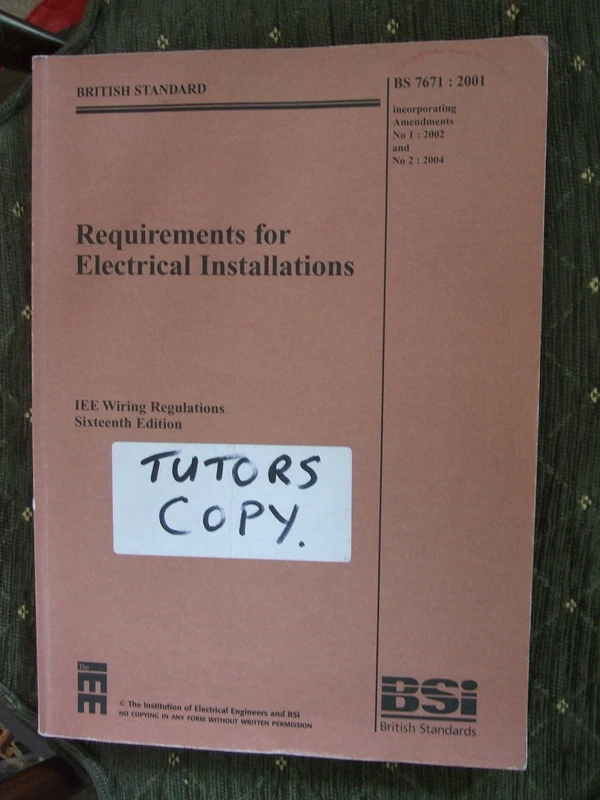 BRITISH STANDARD
BS 7671 : 2001
incorporating
Amendments
No 1 : 2002
and
No 2 : 2004
Requirements for
Electrical Installations
IEE Wiring Regulations
Sixteenth Edition
TUTORS
COPY.
The
IEE
© The Institution of Electrical Engineers and BSI
NO COPYING IN ANY FORM WITHOUT WRITTEN PERMISSION
BSi
British Standards